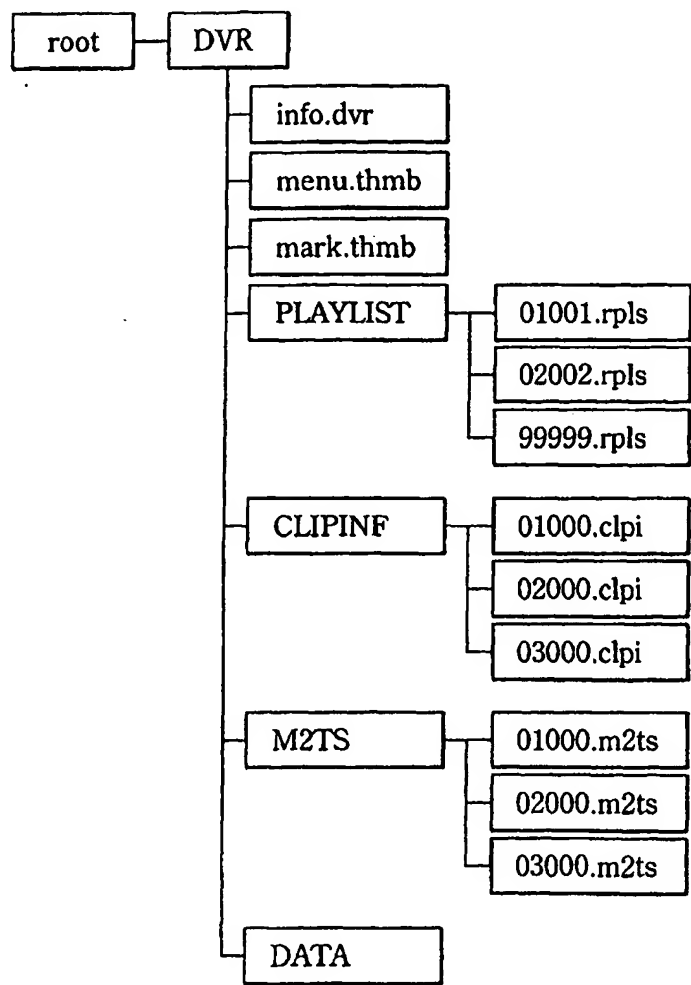 root DVR
info.dvr
menu.thmb
mark.thmb
PLAYLIST 01001.rpls
02002.rpls
99999.rpls
CLIPINF 01000.clpi
02000.clpi
03000.clpi
M2TS 01000.m2ts
02000.m2ts
03000.m2ts
DATA